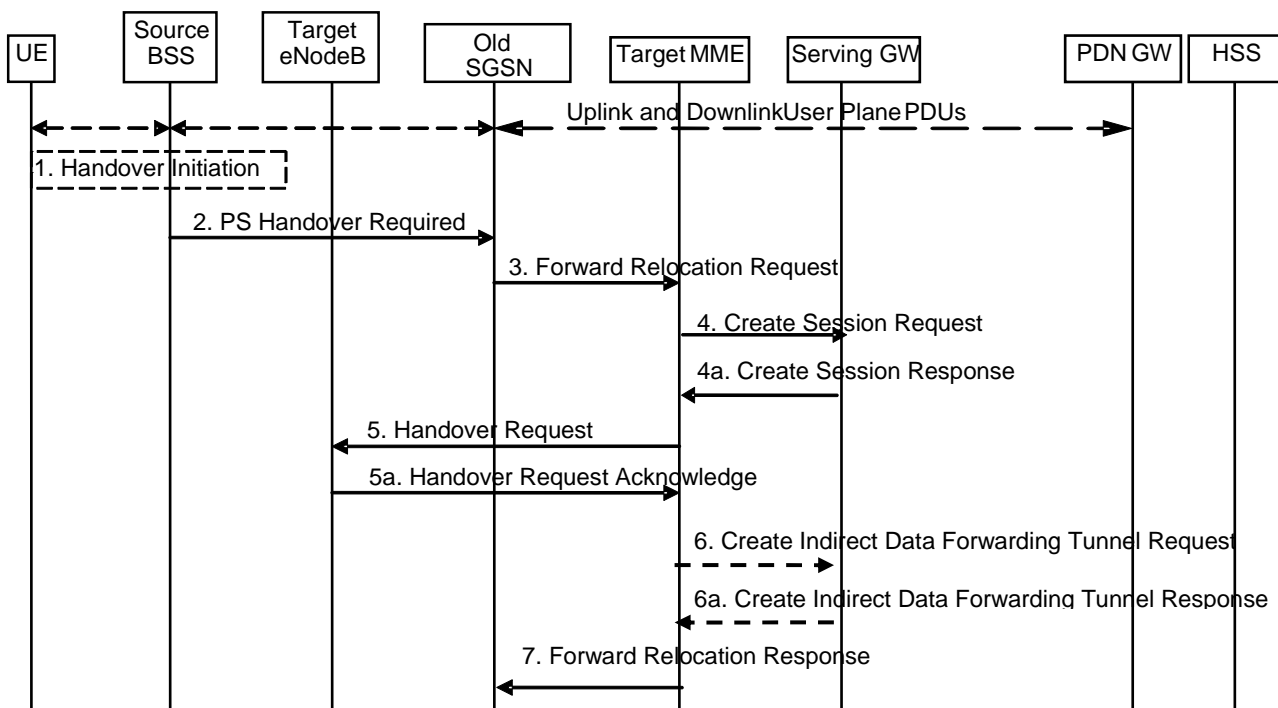 UE
Source
BSS
Target
eNodeB
Old
SGSN
Target MME
Serving GW
PDN GW
HSS
Uplink and DownlinkUser Plane PDUs
1. Handover Initiation
2. PS Handover Required
3. Forward Relocation Request
4. Create Session Request
4a. Create Session Response
5. Handover Request
5a. Handover Request Acknowledge
6. Create Indirect Data Forwarding Tunnel Request
6a. Create Indirect Data Forwarding Tunnel Response
7. Forward Relocation Response